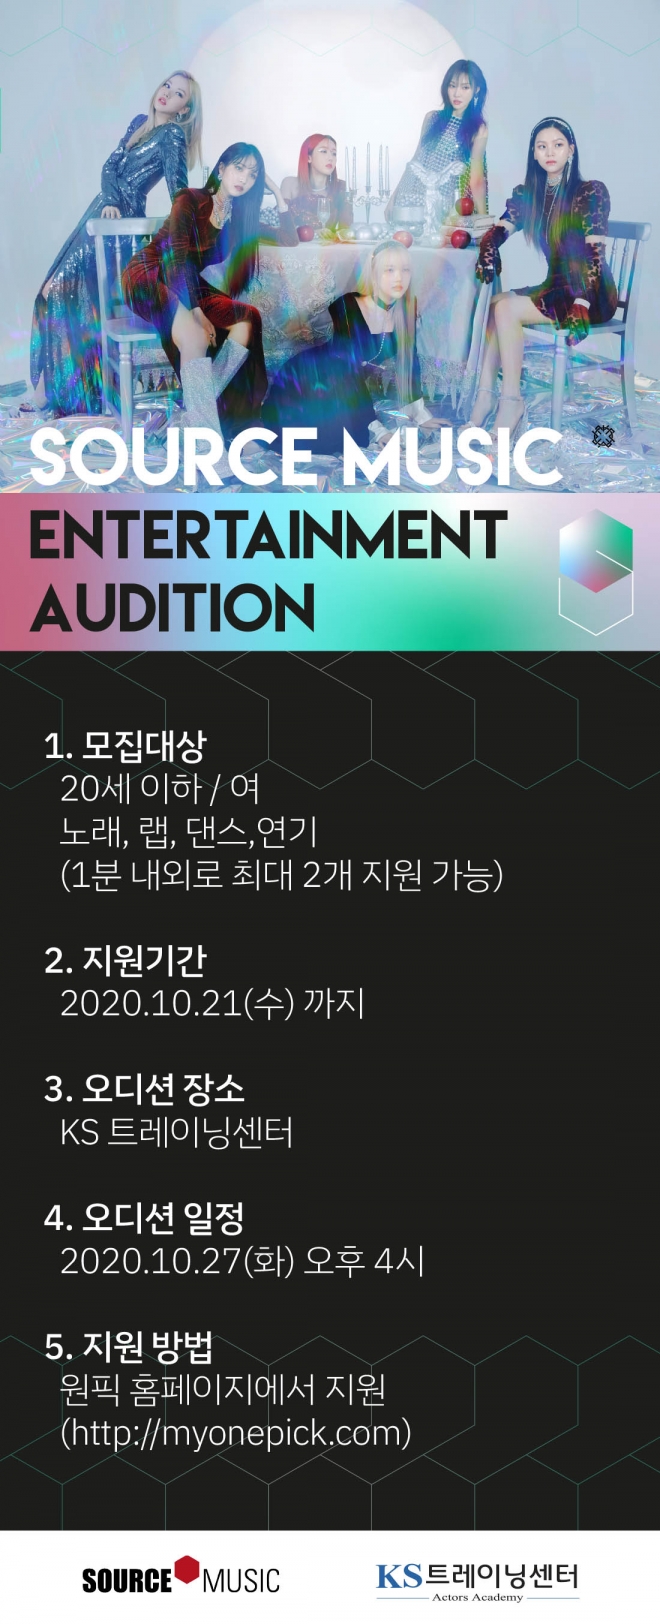 SOURCE MUSIC
ENTERTAINMENT
AUDITION
1. 모집대상
20세 이하 / 여
노래, 랩, 댄스,연기
(1분 내외로 최대 2개 지원 가능)
2. 지원기간
2020.10.21(수) 까지
3. 오디션 장소
KS 트레이닝센터
4. 오디션 일정
2020.10.27(화) 오후 4시
5. 지원 방법
원픽 홈페이지에서 지원
(http://myonepick.com)
SOURCE MUSIC
KS트레이닝센터
Actors Academy